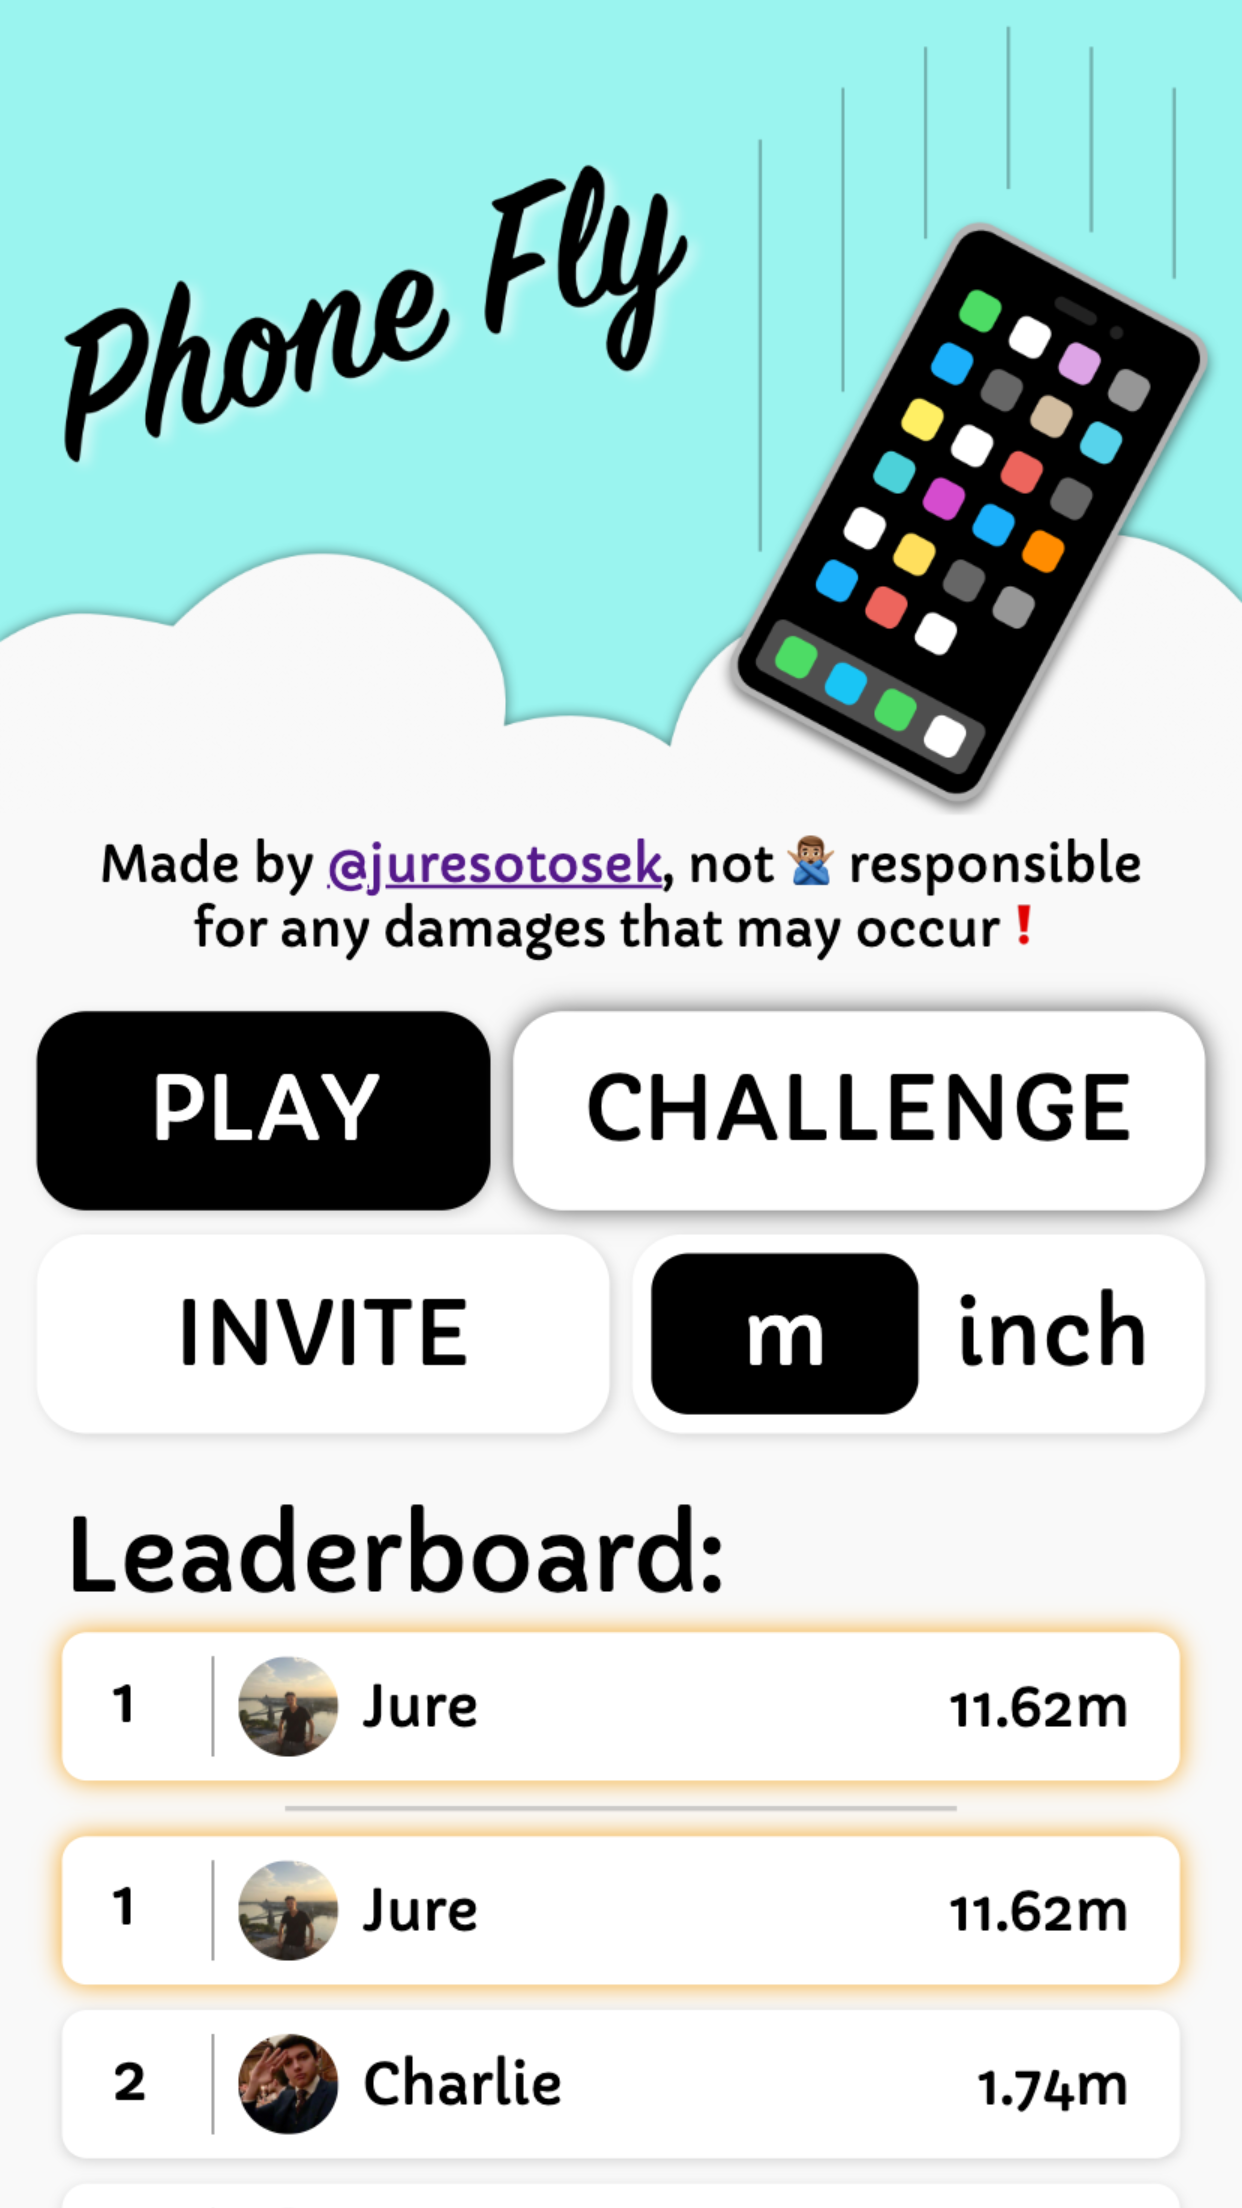 Phone Fly
Made by @juresotosek, not 🙅🏽‍♂️ responsible
for any damages that may occur❗
PLAY
CHALLENGE
INVITE
m
inch
Leaderboard:
1 Jure 11.62m
1 Jure 11.62m
2 Charlie 1.74m